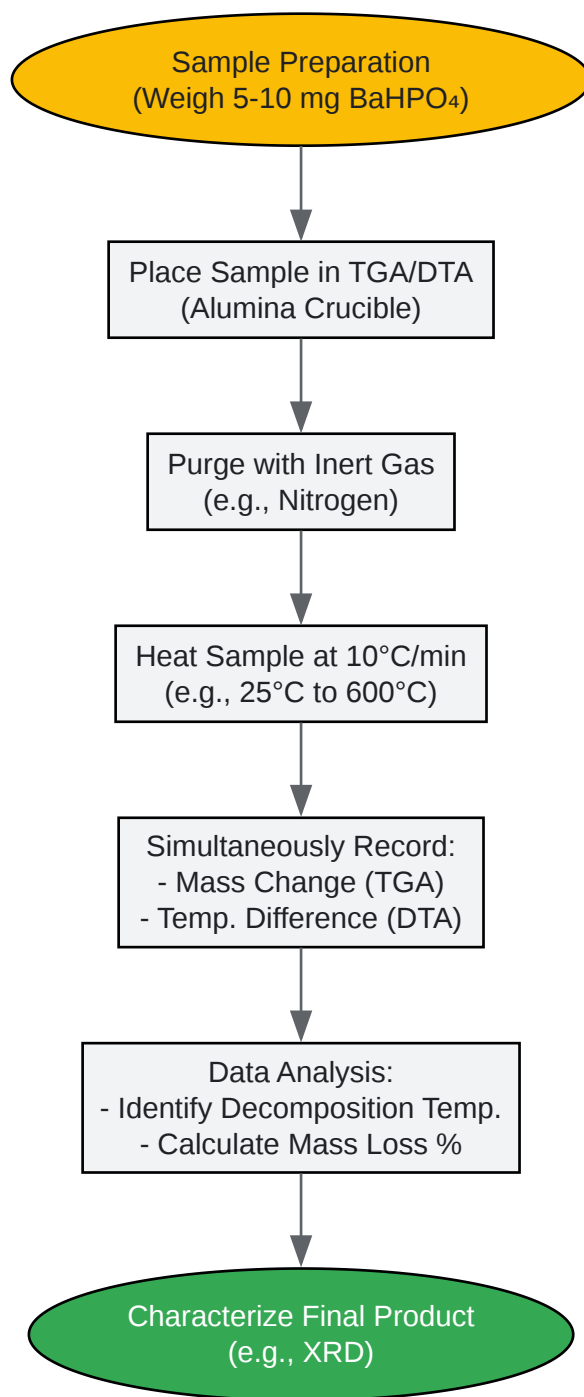 Sample Preparation
(Weigh 5-10 mg BaHPO₄)
Place Sample in TGA/DTA
(Alumina Crucible)
Purge with Inert Gas
(e.g., Nitrogen)
Heat Sample at 10°C/min
(e.g., 25°C to 600°C)
Simultaneously Record:
- Mass Change (TGA)
- Temp. Difference (DTA)
Data Analysis:
- Identify Decomposition Temp.
- Calculate Mass Loss %
Characterize Final Product
(e.g., XRD)